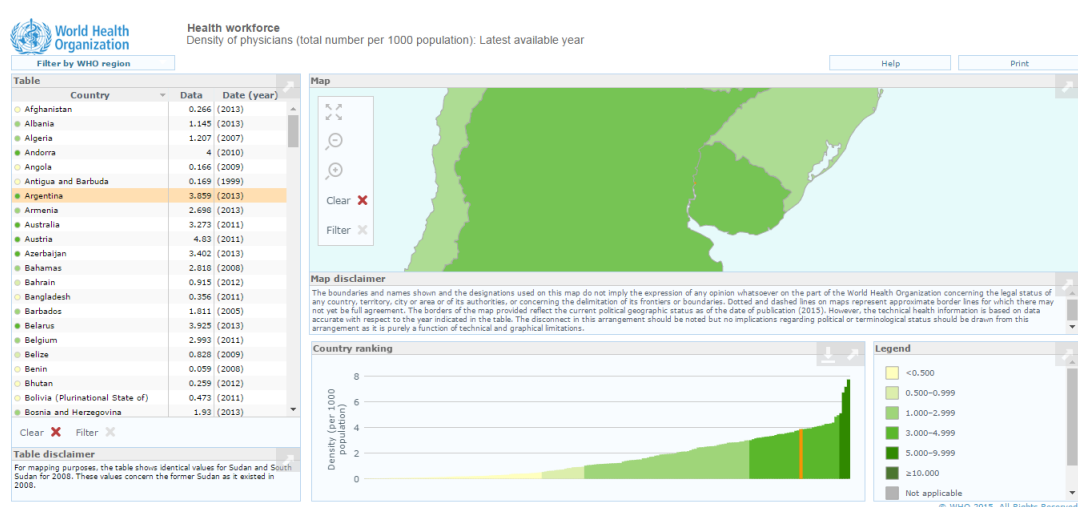 World Health
Organization
Health workforce
Density of physicians (total number per 1000 population): Latest available year
Filter by WHO region
Help
Print
Table
Country Data Date (year)
Afghanistan 0.266 (2013)
Albania 1.145 (2013)
Algeria 1.207 (2007)
Andorra 4 (2010)
Angola 0.166 (2009)
Antigua and Barbuda 0.169 (1999)
Argentina 3.859 (2013)
Armenia 2.698 (2013)
Australia 3.273 (2011)
Austria 4.83 (2011)
Azerbaijan 3.402 (2013)
Bahamas 2.818 (2008)
Bahrain 0.915 (2012)
Bangladesh 0.356 (2011)
Barbados 1.811 (2005)
Belarus 3.925 (2013)
Belgium 2.993 (2011)
Belize 0.828 (2009)
Benin 0.059 (2008)
Bhutan 0.259 (2012)
Bolivia (Plurinational State of) 0.473 (2011)
Bosnia and Herzegovina 1.93 (2013)
Clear Filter
Table disclaimer
For mapping purposes, the table shows identical values for Sudan and South
Sudan for 2008. These values concern the former Sudan as it existed in
2008.
Map
Clear
Filter
Map disclaimer
The boundaries and names shown and the designations used on this map do not imply the expression of any opinion whatsoever on the part of the World Health Organization concerning the legal status of
any country, territory, city or area or of its authorities, or concerning the delimitation of its frontiers or boundaries. Dotted and dashed lines on maps represent approximate border lines for which there may
not yet be full agreement. The borders of the map provided reflect the current political geographic status as of the date of publication (2015). However, the technical health information is based on data
accurate with respect to the year indicated in the table. The disconnect in this arrangement should be noted but no implications regarding political or terminological status should be drawn from this
arrangement as it is purely a function of technical and graphical limitations.
Country ranking
Density (per 1000
population)
8
6
4
2
0
Legend
<0.500
0.500–0.999
1.000–2.999
3.000–4.999
5.000–9.999
≥10.000
Not applicable
© WHO 2015. All Rights Reserved